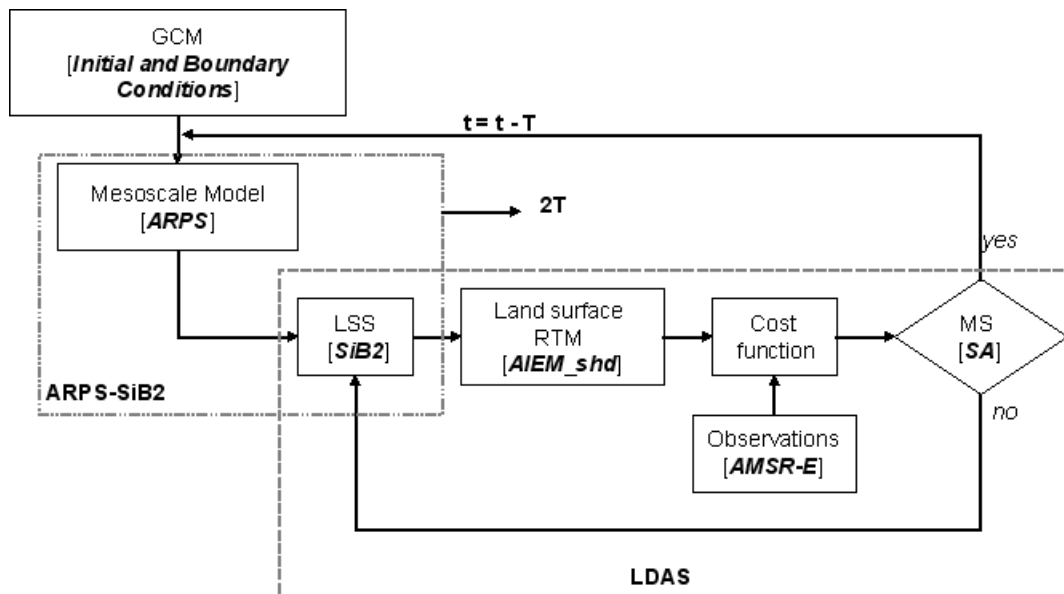 GCM
[Initial and Boundary
Conditions]
t = t - T
Mesoscale Model
[ARPS]
2T
yes
LSS
[SiB2]
Land surface
RTM
[AIEM_shd]
Cost
function
MS
[SA]
ARPS-SiB2
no
Observations
[AMSR-E]
LDAS